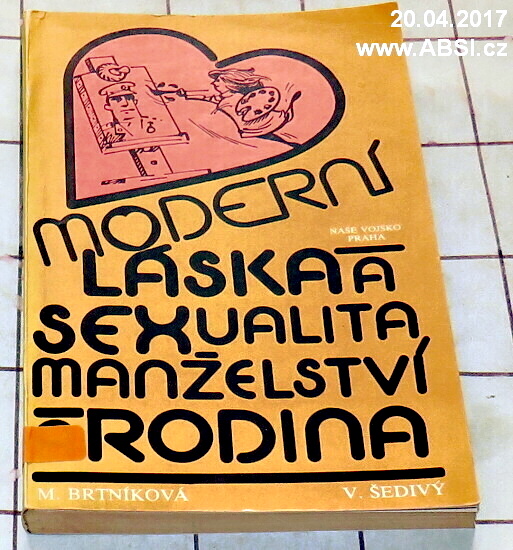 20.04.2017
www.ABSI.cz
MODERNÍ
NAŠE VOJSKO
PRAHA
LÁSKA A
SEXUALITA
MANŽELSTVÍ
A RODINA
M. BRTNÍKOVÁ
V. ŠEDIVÝ